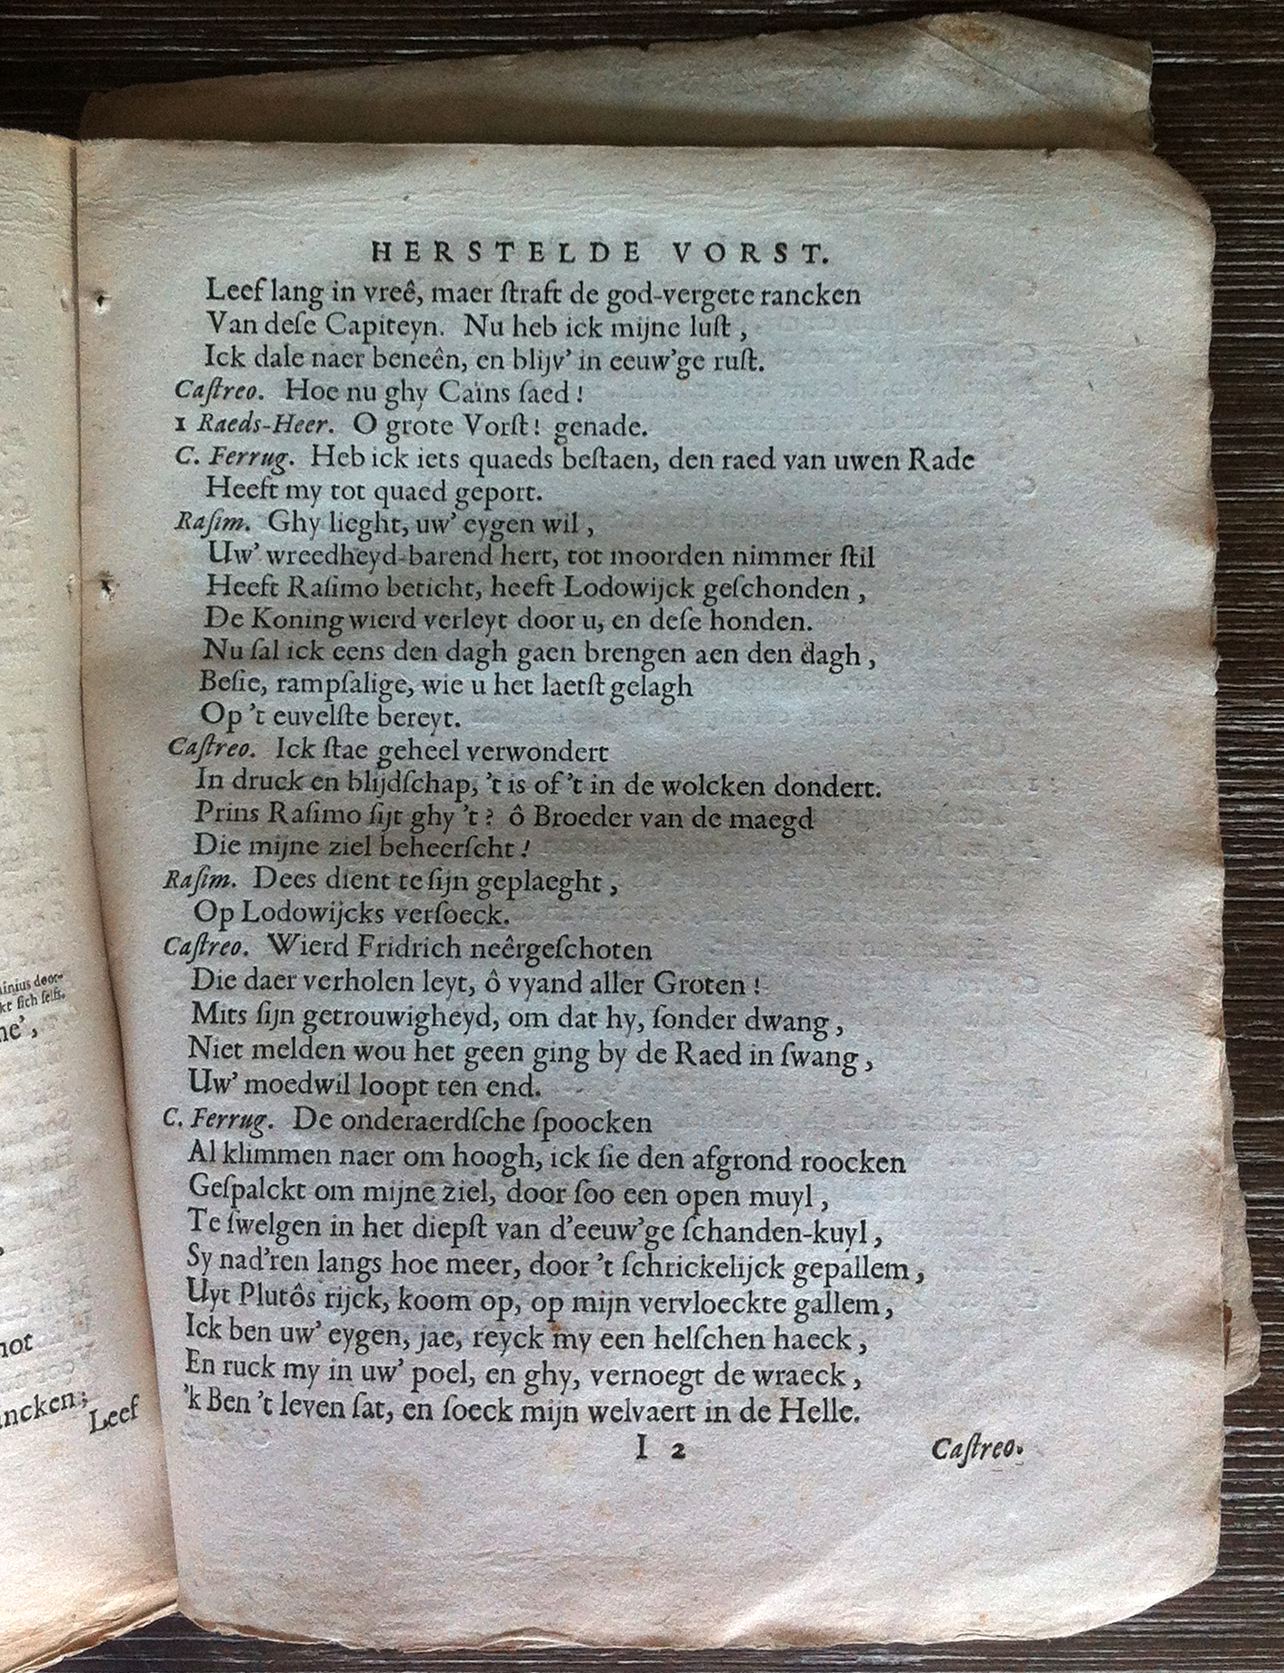 HERSTELDE VORST.
Leef lang in vreê, maer ſtraft de god-vergete rancken
Van deſe Capiteyn. Nu heb ick mijne luſt,
Ick dale naer beneên, en blijv' in eeuw'ge ruſt.
Caſtreo. Hoe nu ghy Caïns ſaed!
1 Raeds-Heer. O grote Vorſt! genade.
C. Ferrug. Heb ick iets quaeds beſtaen, den raed van uwen Rade
Heeft my tot quaed geport.
Raſim. Ghy lieght, uw' eygen wil,
Uw' wreedheyd-barend hert, tot moorden nimmer ſtil
Heeft Raſimo beticht, heeft Lodowijck geſchonden,
De Koning wierd verleyt door u, en deſe honden.
Nu ſal ick eens den dagh gaen brengen aen den dagh,
Beſie, rampſalige, wie u het laetſt gelagh
Op 't euvelſte bereyt.
Caſtreo. Ick ſtae geheel verwondert
In druck en blijdſchap, 't is of 't in de wolcken dondert.
Prins Raſimo ſijt ghy 't? ô Broeder van de maegd
Die mijne ziel beheerſcht!
Raſim. Dees dient te ſijn geplaeght,
Op Lodowijcks verſoeck.
Caſtreo. Wierd Fridrich neêrgeſchoten
Die daer verholen leyt, ô vyand aller Groten!
Mits ſijn getrouwigheyd, om dat hy, ſonder dwang,
Niet melden wou het geen ging by de Raed in ſwang,
Uw' moedwil loopt ten end.
C. Ferrug. De onderaerdſche ſpoocken
Al klimmen naer om hoogh, ick ſie den afgrond roocken
Geſpalckt om mijne ziel, door ſoo een open muyl,
Te ſwelgen in het diepſt van d'eeuw'ge ſchanden-kuyl,
Sy nad'ren langs hoe meer, door 't ſchrickelijck gepallem,
Uyt Plutôs rijck, koom op, op mijn vervloeckte gallem,
Ick ben uw' eygen, jae, reyck my een helſchen haeck,
En ruck my in uw' poel, en ghy, vernoegt de wraeck,
'k Ben 't leven ſat, en ſoeck mijn welvaert in de Helle.
I 2
Caſtreo.
Leef